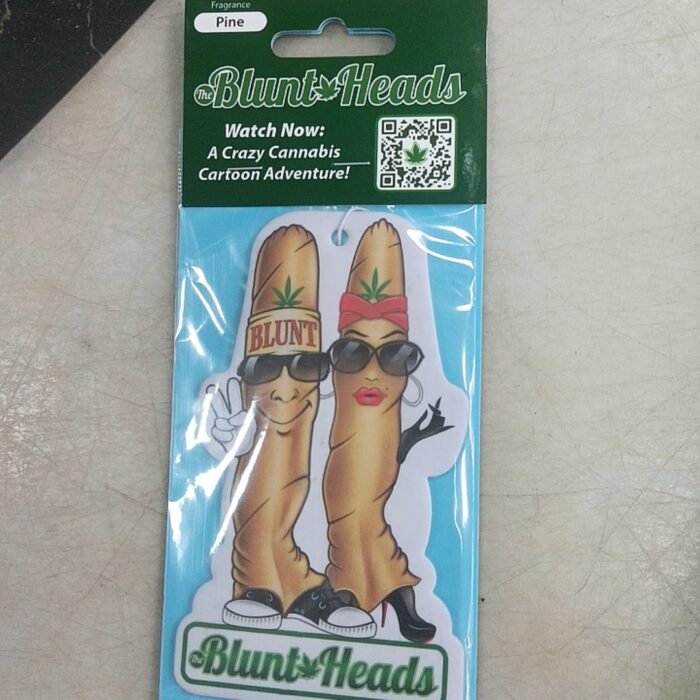 Fragrance
Pine
The Blunt Heads
Watch Now:
A Crazy Cannabis
Cartoon Adventure!
BLUNT
The Blunt Heads